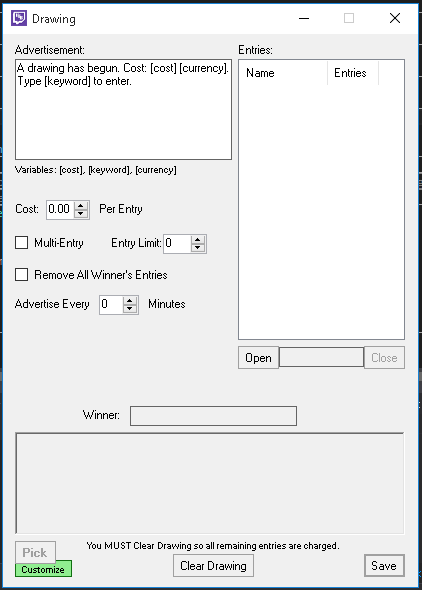 Drawing
Advertisement:
A drawing has begun. Cost: [cost] [currency].
Type [keyword] to enter.
Variables: [cost], [keyword], [currency]
Cost: 0.00 Per Entry
Multi-Entry Entry Limit: 0
Remove All Winner's Entries
Advertise Every 0 Minutes
Entries:
Name Entries
Open Close
Winner:
You MUST Clear Drawing so all remaining entries are charged.
Pick
Customize
Clear Drawing
Save